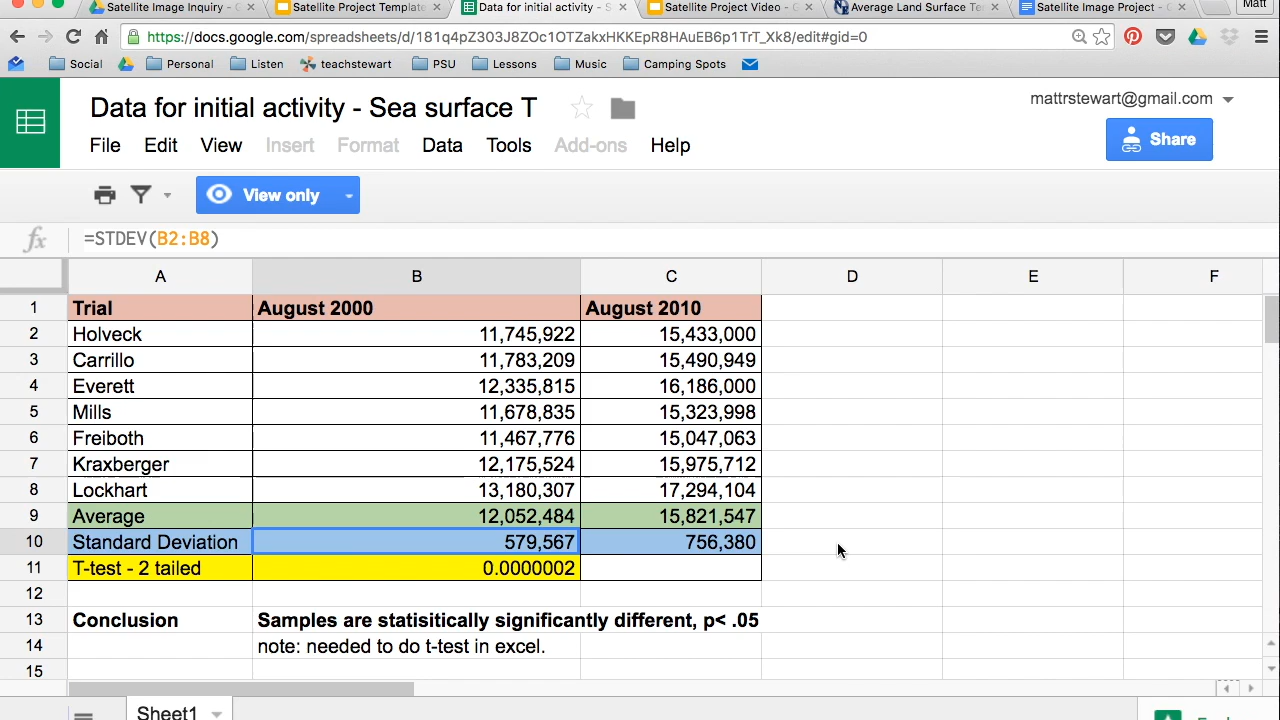 Satellite Image Inquiry - G
Satellite Project Template
Data for initial activity - S
Satellite Project Video - G
Average Land Surface Te
Satellite Image Project - G
Matt
https://docs.google.com/spreadsheets/d/181q4pZ303J8ZOc1OTZakxHKKEpR8HAuEB6p1TrT_Xk8/edit#gid=0
Social Personal Listen teachstewart PSU Lessons Music Camping Spots
Data for initial activity - Sea surface T
mattrstewart@gmail.com
File Edit View Insert Format Data Tools Add-ons Help
Share
View only
fx =STDEV(B2:B8)
A B C D E F
1 Trial August 2000 August 2010
2 Holveck 11,745,922 15,433,000
3 Carrillo 11,783,209 15,490,949
4 Everett 12,335,815 16,186,000
5 Mills 11,678,835 15,323,998
6 Freiboth 11,467,776 15,047,063
7 Kraxberger 12,175,524 15,975,712
8 Lockhart 13,180,307 17,294,104
9 Average 12,052,484 15,821,547
10 Standard Deviation 579,567 756,380
11 T-test - 2 tailed 0.0000002
12
13 Conclusion Samples are statisitically significantly different, p< .05
14 note: needed to do t-test in excel.
15
Sheet1